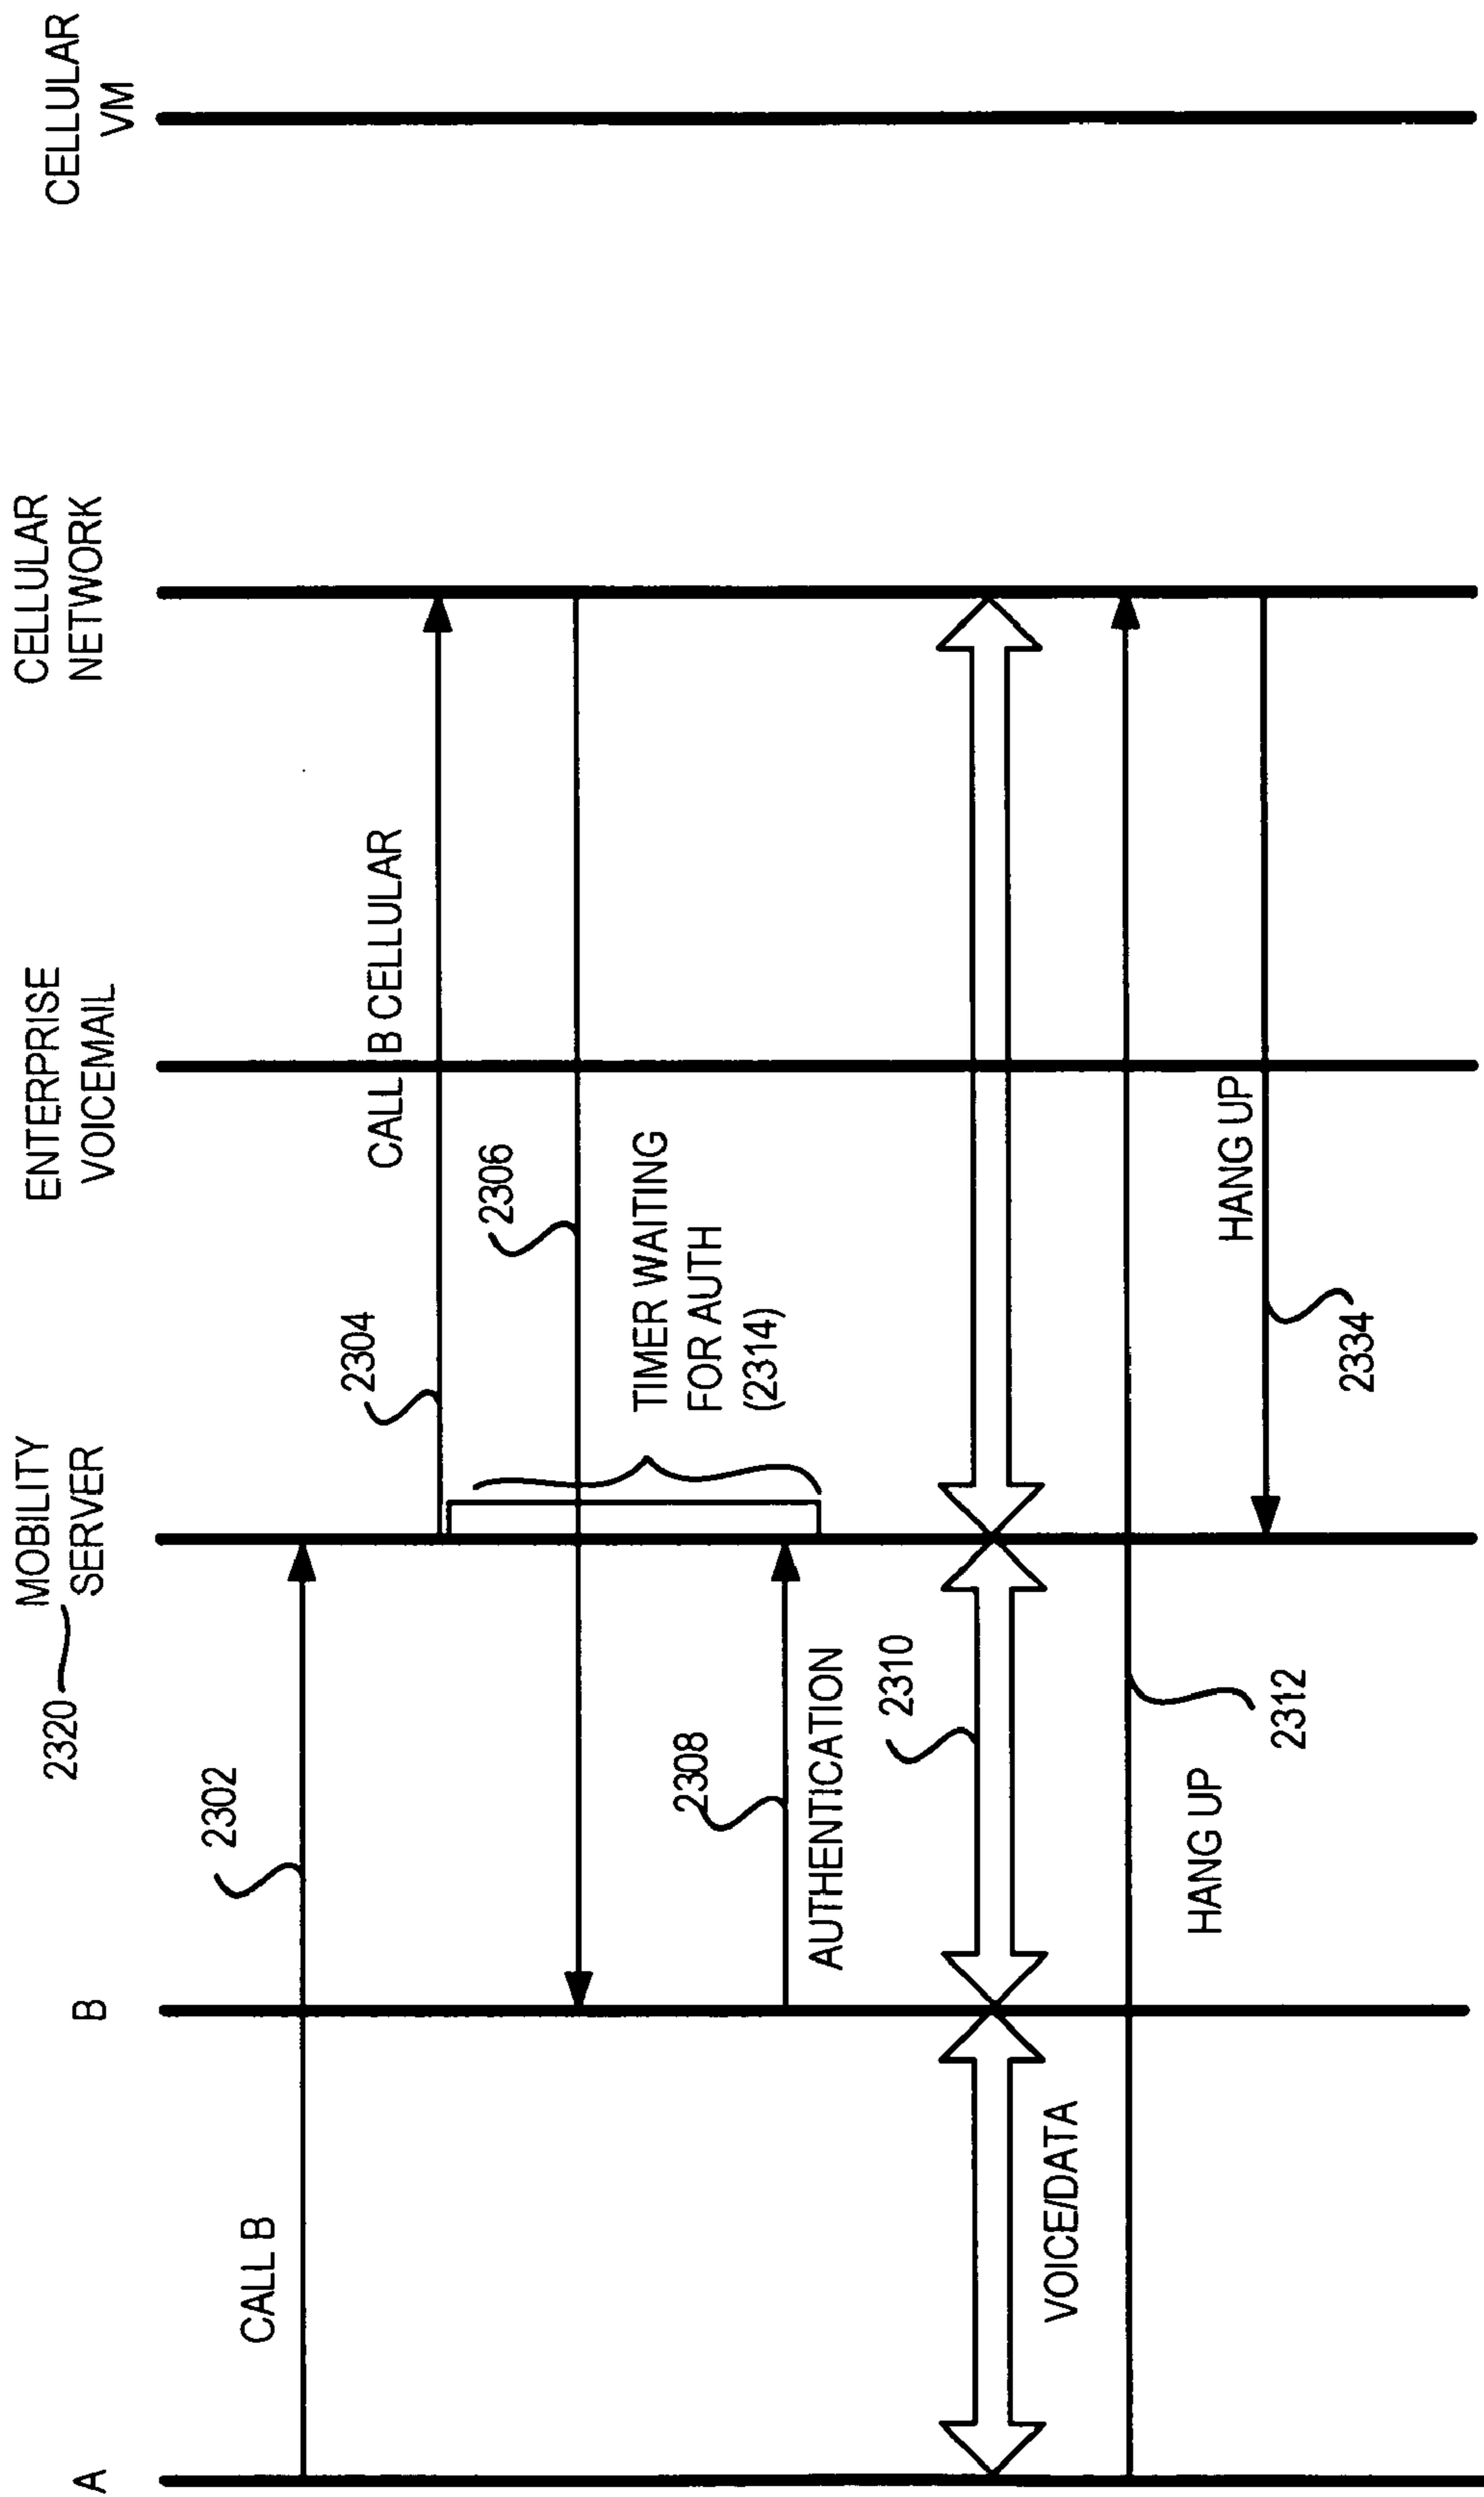 A
B
2320
MOBILITY
SERVER
ENTERPRISE
VOICEMAIL
CELLULAR
NETWORK
CELLULAR
VM
CALL B
2302
2304
CALL B CELLULAR
2306
TIMER WAITING
FOR AUTH
(2314)
2308
AUTHENTICATION
2310
VOICE/DATA
HANG UP
2312
HANG UP
2334